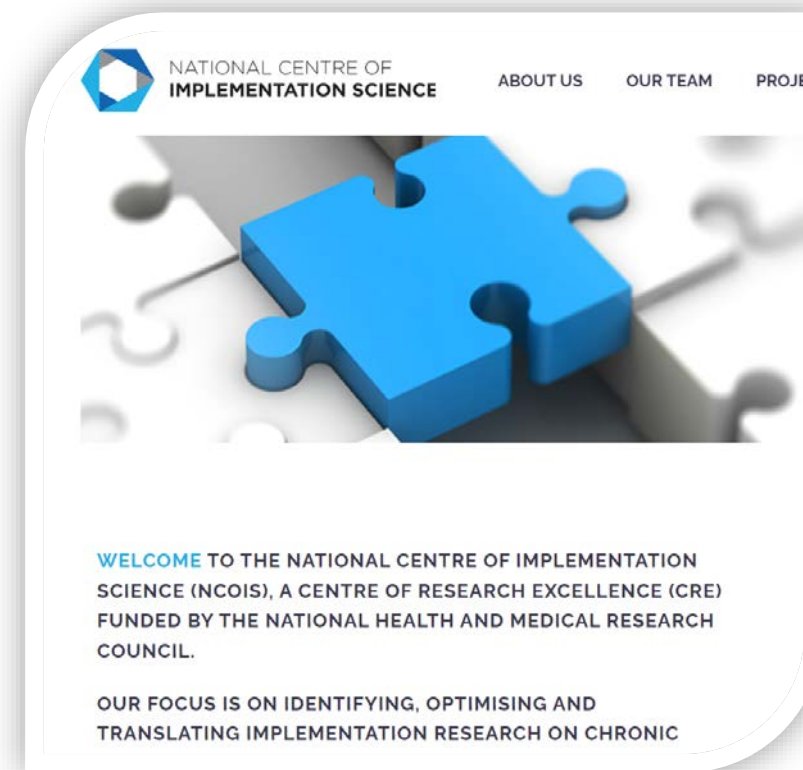 NATIONAL CENTRE OF
IMPLEMENTATION SCIENCE
ABOUT US OUR TEAM PROJE
WELCOME TO THE NATIONAL CENTRE OF IMPLEMENTATION
SCIENCE (NCOIS), A CENTRE OF RESEARCH EXCELLENCE (CRE)
FUNDED BY THE NATIONAL HEALTH AND MEDICAL RESEARCH
COUNCIL.
OUR FOCUS IS ON IDENTIFYING, OPTIMISING AND
TRANSLATING IMPLEMENTATION RESEARCH ON CHRONIC